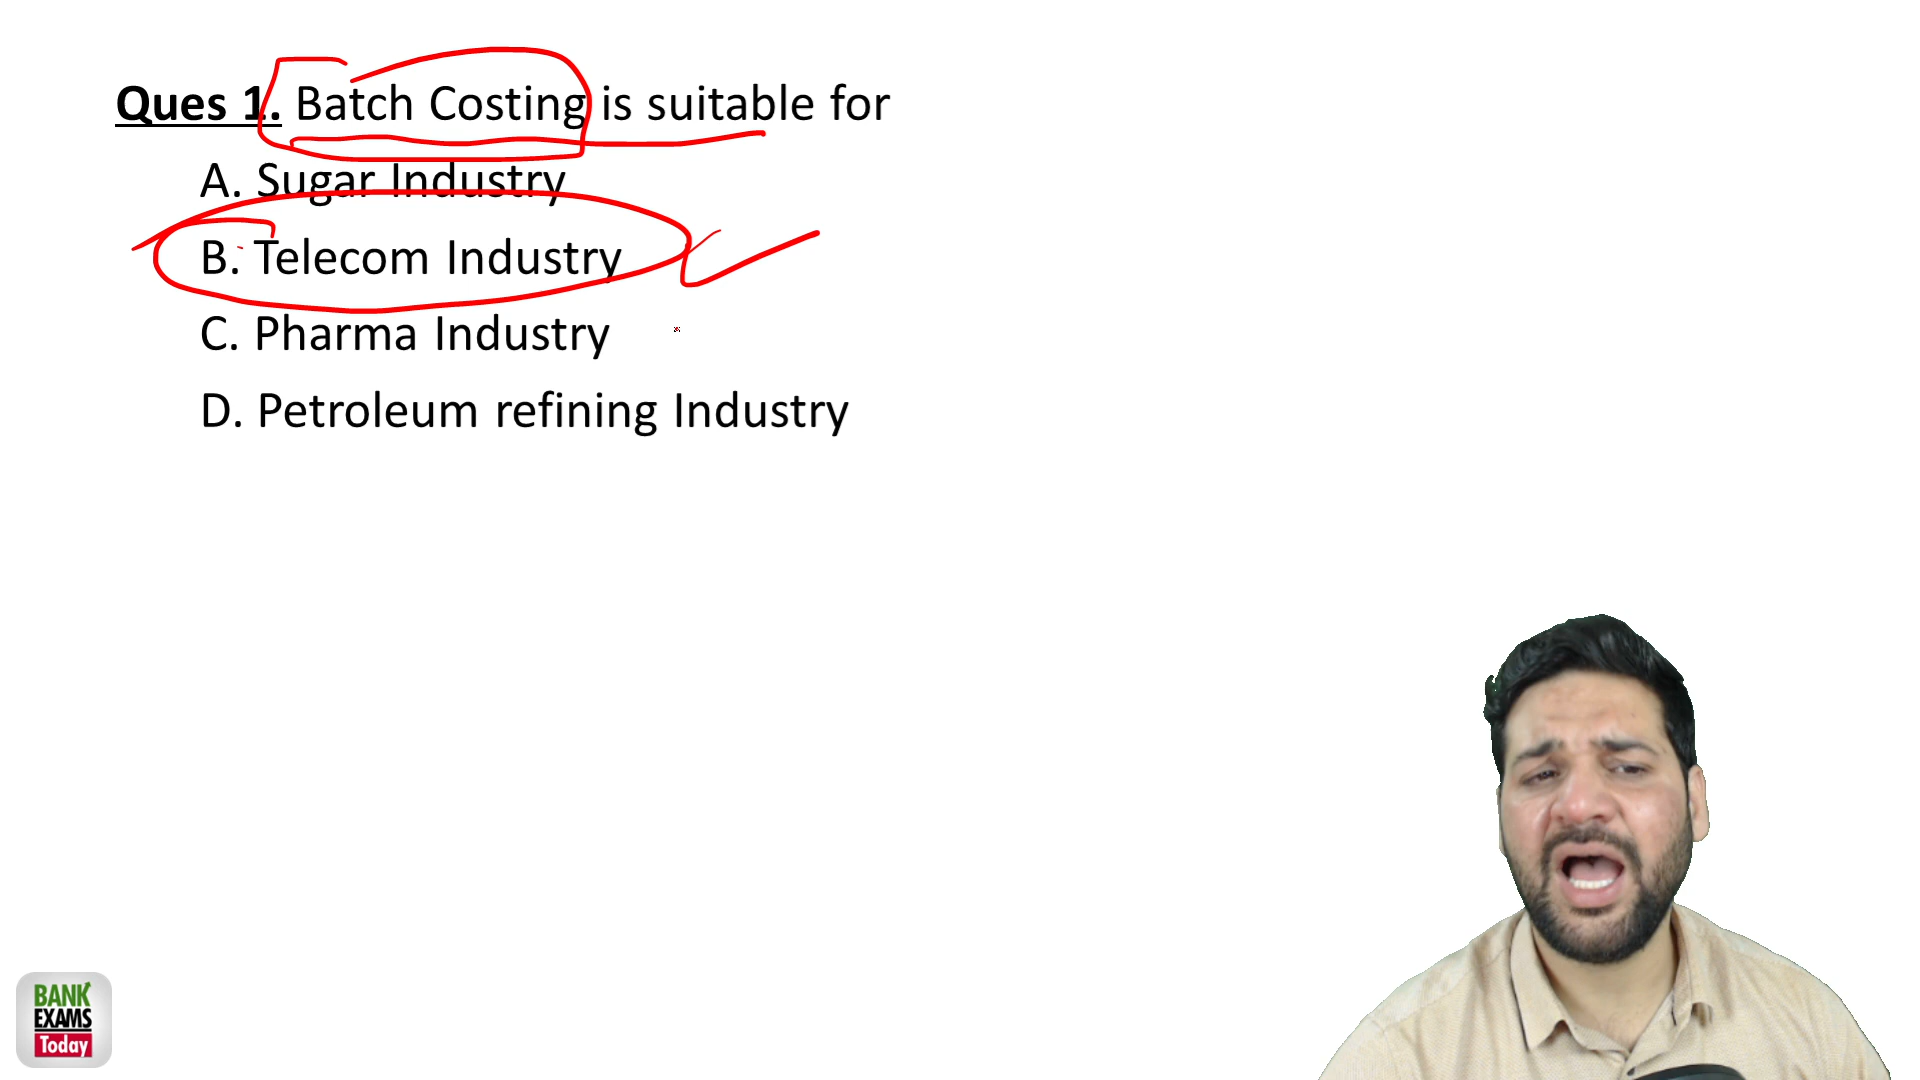 Ques 1. Batch Costing is suitable for
A. Sugar Industry
B. Telecom Industry
C. Pharma Industry
D. Petroleum refining Industry
BANK
EXAMS
Today